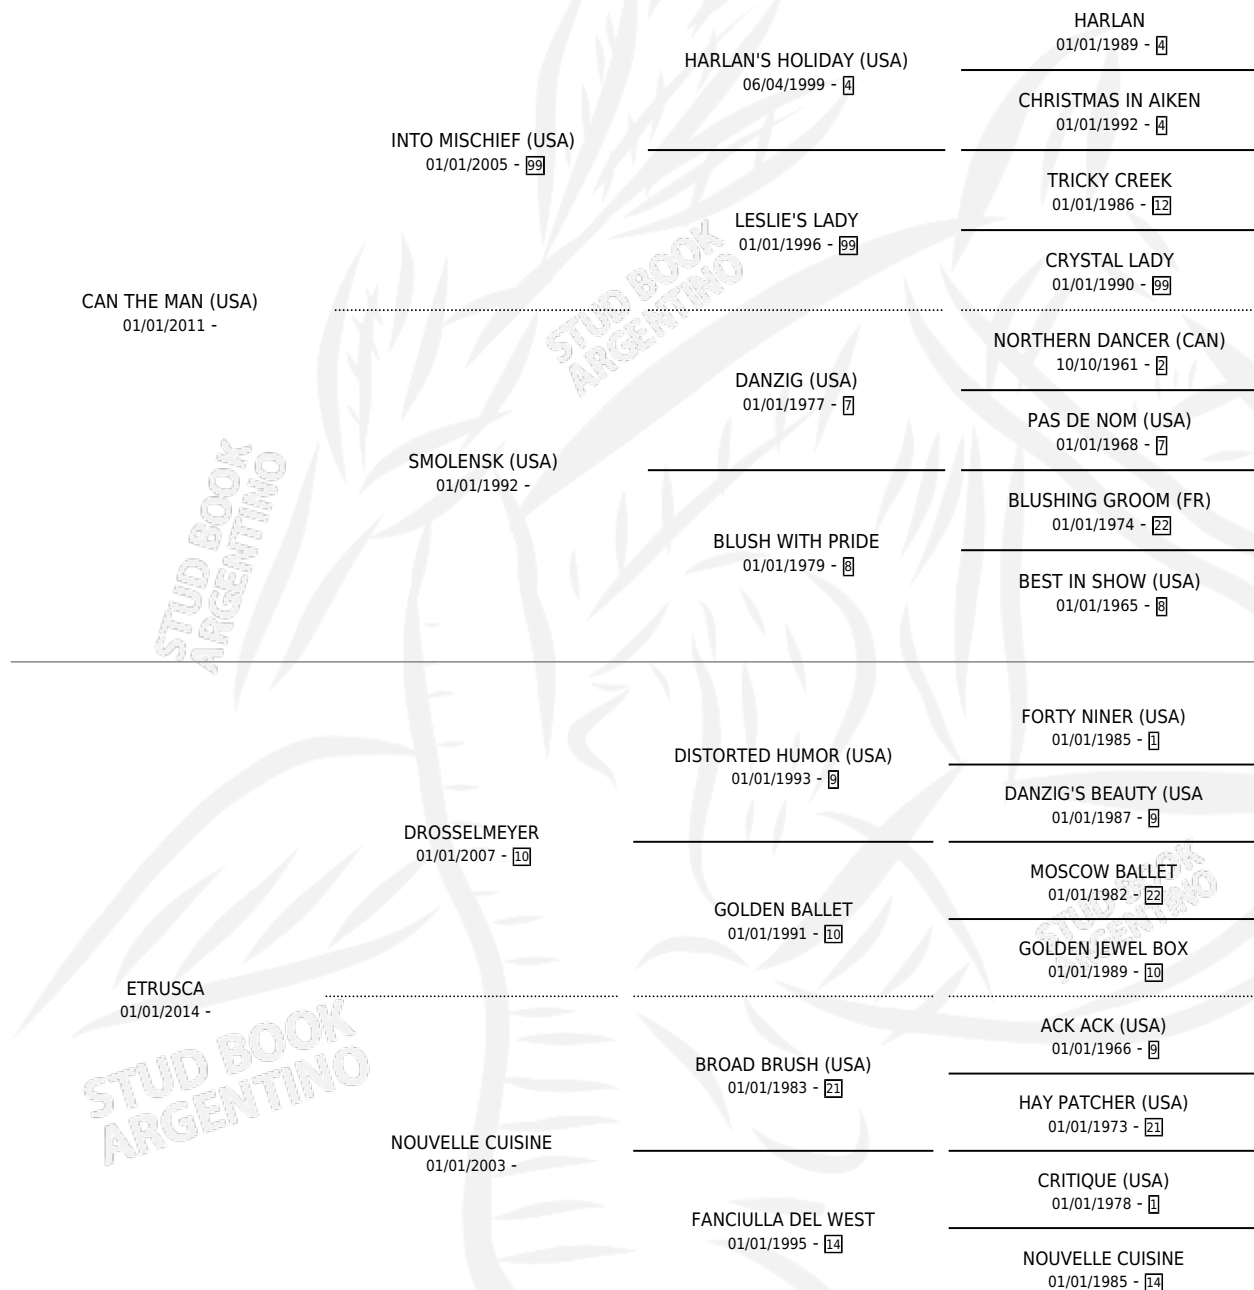 HARLAN
01/01/1989 - 4
HARLAN'S HOLIDAY (USA)
06/04/1999 - 4
CHRISTMAS IN AIKEN
01/01/1992 - 4
INTO MISCHIEF (USA)
01/01/2005 - 99
TRICKY CREEK
01/01/1986 - 12
LESLIE'S LADY
01/01/1996 - 99
CRYSTAL LADY
01/01/1990 - 99
CAN THE MAN (USA)
01/01/2011 -
NORTHERN DANCER (CAN)
10/10/1961 - 2
DANZIG (USA)
01/01/1977 - 7
PAS DE NOM (USA)
01/01/1968 - 7
SMOLENSK (USA)
01/01/1992 -
BLUSHING GROOM (FR)
01/01/1974 - 22
BLUSH WITH PRIDE
01/01/1979 - 8
BEST IN SHOW (USA)
01/01/1965 - 8
FORTY NINER (USA)
01/01/1985 - 1
DISTORTED HUMOR (USA)
01/01/1993 - 9
DANZIG'S BEAUTY (USA
01/01/1987 - 9
DROSSELMEYER
01/01/2007 - 10
MOSCOW BALLET
01/01/1982 - 22
GOLDEN BALLET
01/01/1991 - 10
GOLDEN JEWEL BOX
01/01/1989 - 10
ETRUSCA
01/01/2014 -
ACK ACK (USA)
01/01/1966 - 9
BROAD BRUSH (USA)
01/01/1983 - 21
HAY PATCHER (USA)
01/01/1973 - 21
NOUVELLE CUISINE
01/01/2003 -
CRITIQUE (USA)
01/01/1978 - 1
FANCIULLA DEL WEST
01/01/1995 - 14
NOUVELLE CUISINE
01/01/1985 - 14
STUD BOOK
ARGENTINO
STUD BOOK
ARGENTINO
STUD BOOK
ARGENTINO
STUD BOOK
ARGENTINO